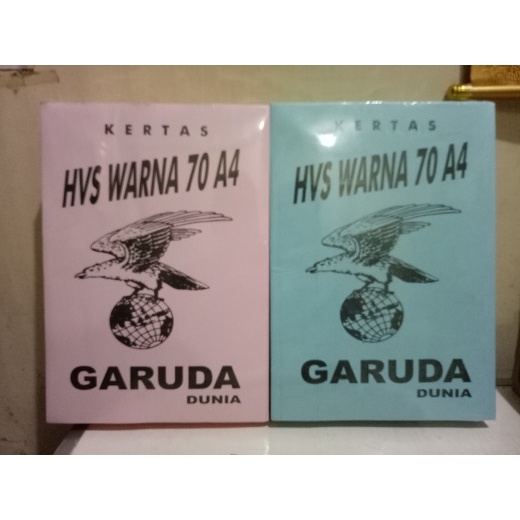 KERTAS
HVS WARNA 70 A4
GARUDA
DUNIA
KERTAS
HVS WARNA 70 A4
GARUDA
DUNIA